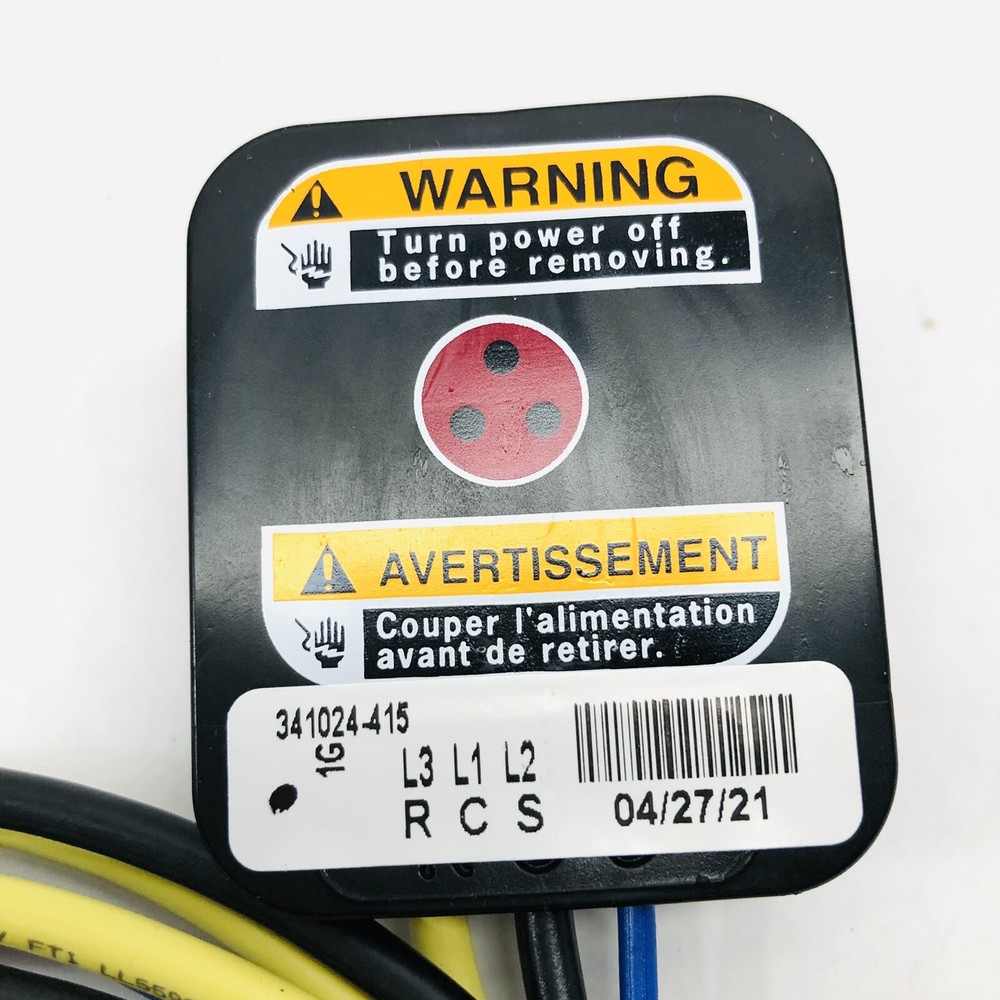 WARNING
Turn power off
before removing.
AVERTISSEMENT
Couper l'alimentation
avant de retirer.
341024-415
1G
L3 L1 L2
R C S
04/27/21
FTI